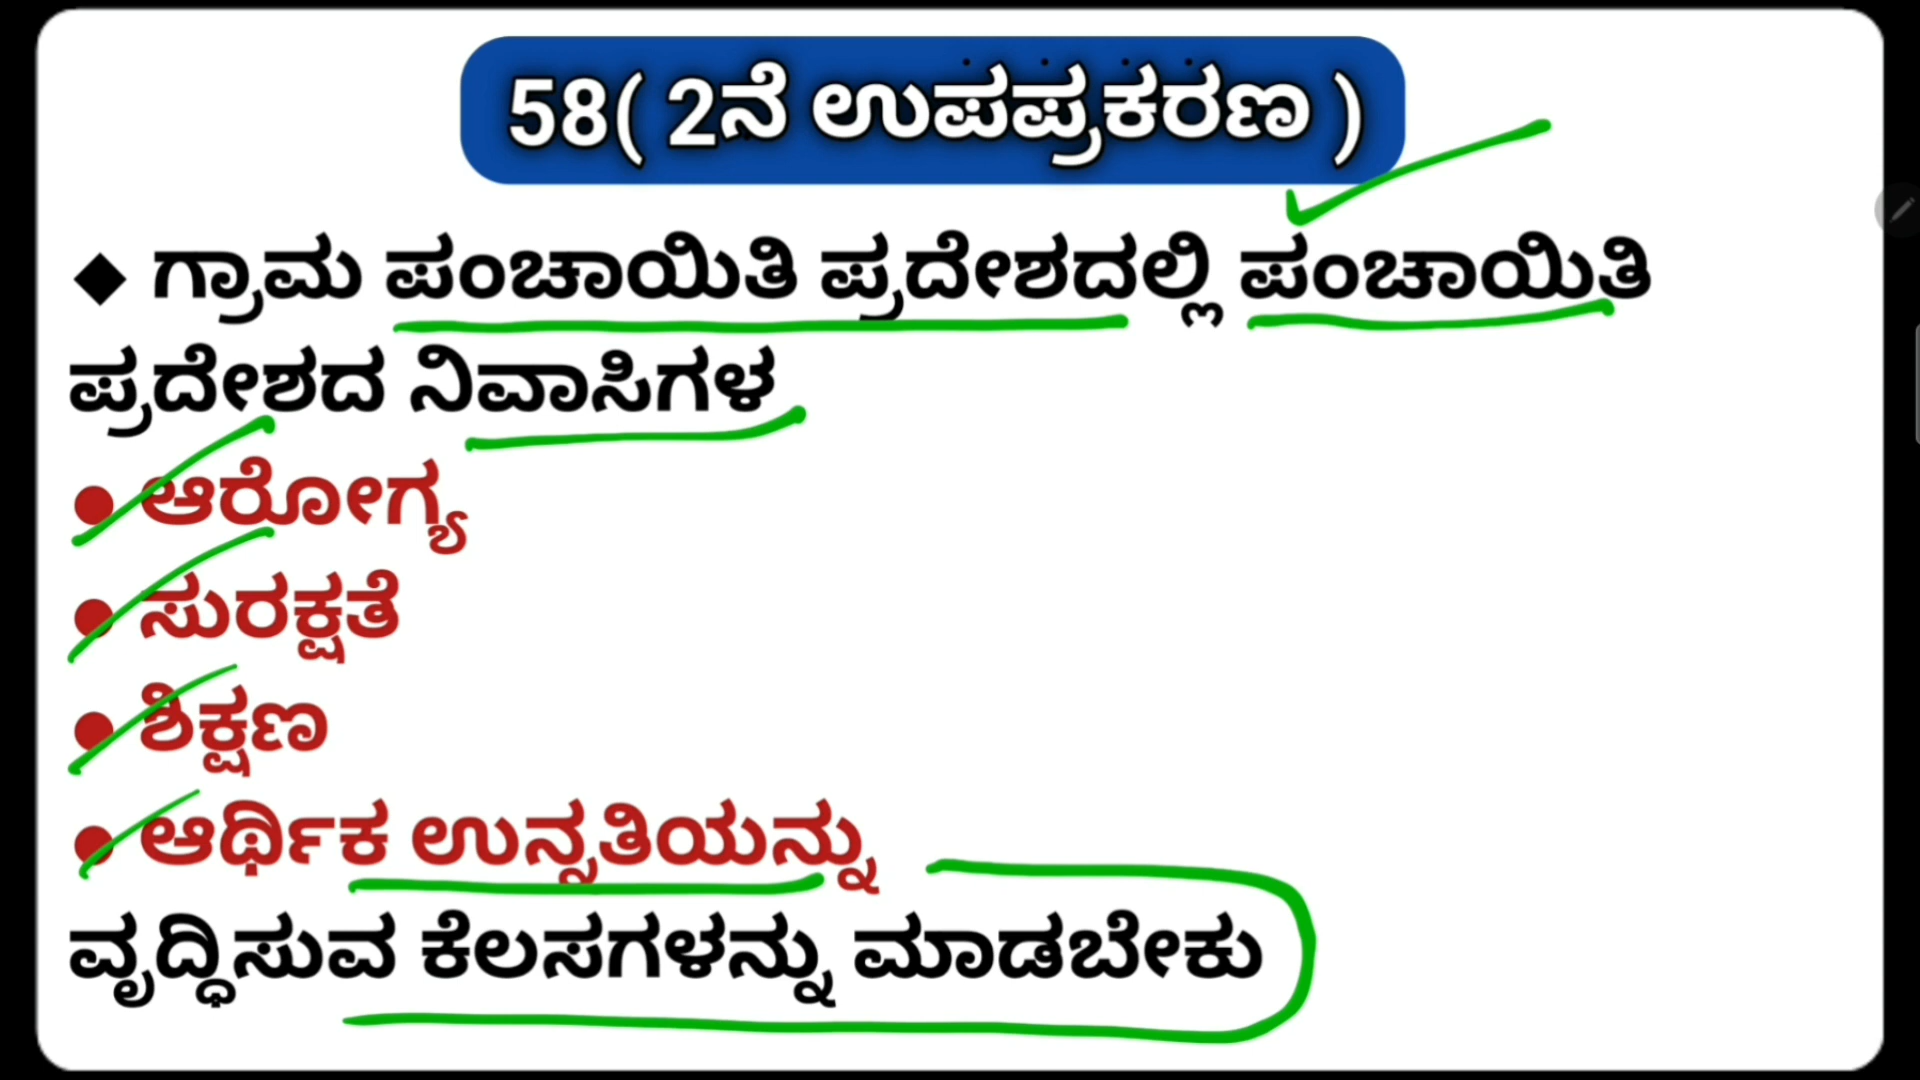 58( 2ನೆ ಉಪಪ್ರಕರಣ )
◆ ಗ್ರಾಮ ಪಂಚಾಯಿತಿ ಪ್ರದೇಶದಲ್ಲಿ ಪಂಚಾಯಿತಿ
ಪ್ರದೇಶದ ನಿವಾಸಿಗಳ
● ಆರೋಗ್ಯ
● ಸುರಕ್ಷತೆ
● ಶಿಕ್ಷಣ
● ಆರ್ಥಿಕ ಉನ್ನತಿಯನ್ನು
ವೃದ್ಧಿಸುವ ಕೆಲಸಗಳನ್ನು ಮಾಡಬೇಕು